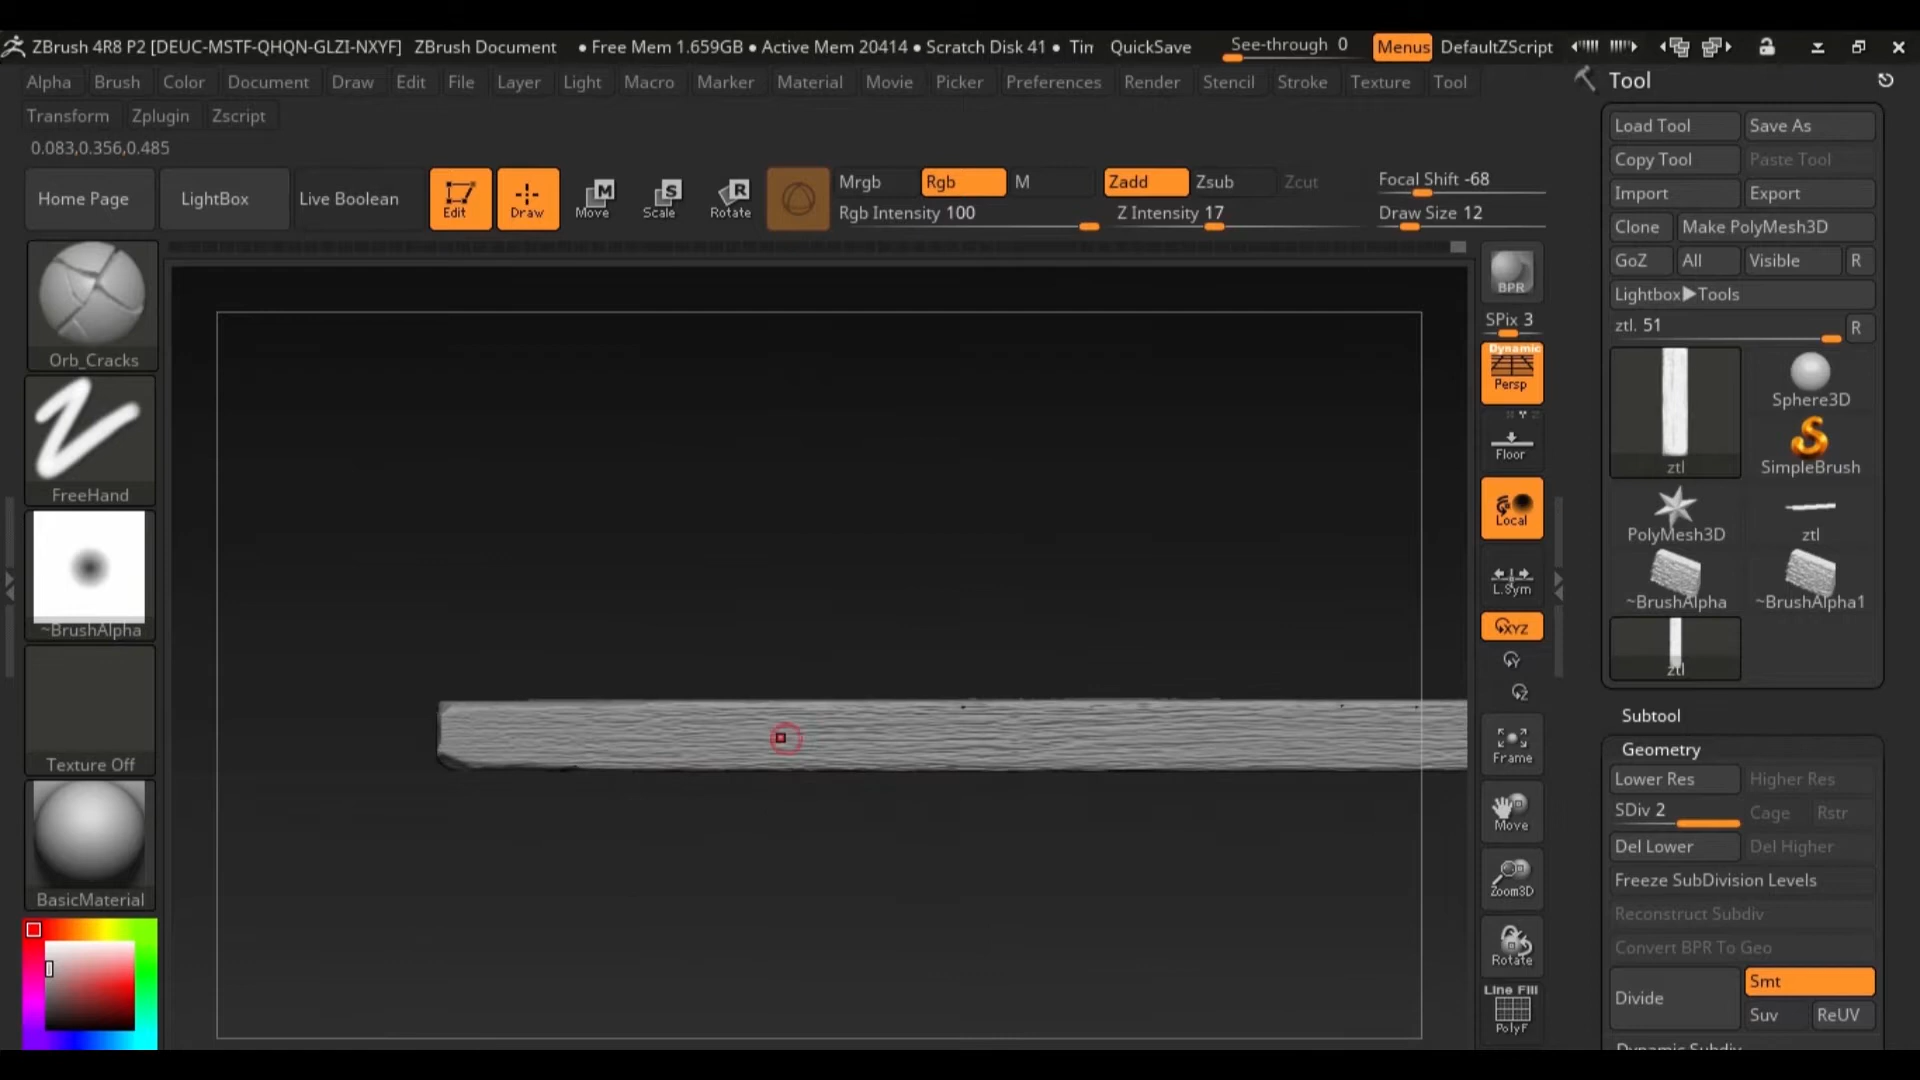 ZBrush 4R8 P2 [DEUC-MSTF-QHQN-GLZI-NXYF] ZBrush Document ● Free Mem 1.659GB ● Active Mem 20414 ● Scratch Disk 41 ● Tin QuickSave See-through 0 Menus DefaultZScript
Alpha Brush Color Document Draw Edit File Layer Light Macro Marker Material Movie Picker Preferences Render Stencil Stroke Texture Tool
Transform Zplugin Zscript
0.083,0.356,0.485
Home Page LightBox Live Boolean Edit Draw Move Scale Rotate
M S R
Mrgb Rgb M Zadd Zsub Zcut Focal Shift -68
Rgb Intensity 100 Z Intensity 17 Draw Size 12
Orb_Cracks
FreeHand
~BrushAlpha
Texture Off
BasicMaterial
BPR
SPix 3
Dynamic
Persp
Floor
Local
L.Sym
XYZ
Y
Z
Frame
Move
Zoom3D
Rotate
Line Fill
PolyF
Tool
Load Tool Save As
Copy Tool Paste Tool
Import Export
Clone Make PolyMesh3D
GoZ All Visible R
Lightbox▶Tools
ztl. 51 R
ztl Sphere3D
SimpleBrush
PolyMesh3D ztl
~BrushAlpha ~BrushAlpha1
ztl
Subtool
Geometry
Lower Res Higher Res
SDiv 2 Cage Rstr
Del Lower Del Higher
Freeze SubDivision Levels
Reconstruct Subdiv
Convert BPR To Geo
Divide Smt
Suv ReUV
Dynamic Subdiv